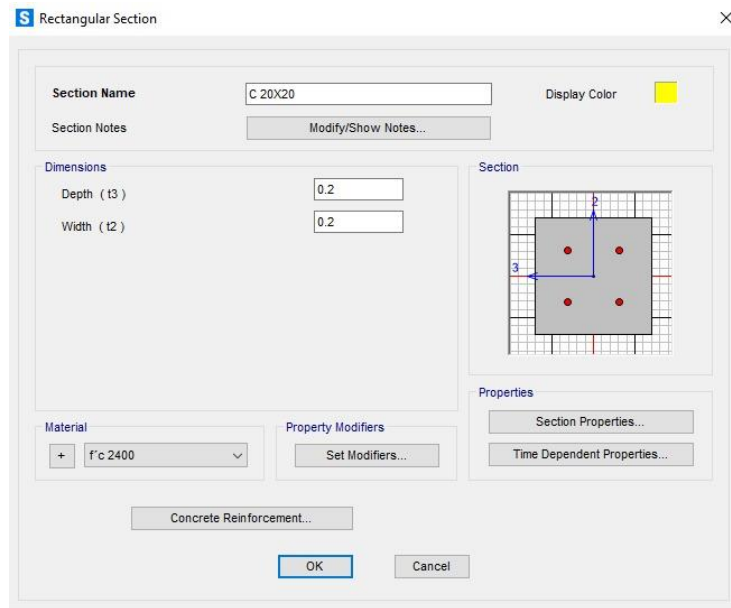 S Rectangular Section
Section Name C 20X20 Display Color
Section Notes Modify/Show Notes...
Dimensions
Depth ( t3 ) 0.2
Width ( t2 ) 0.2
Section
2
3
Properties
Section Properties...
Time Dependent Properties...
Material
+ f´c 2400
Property Modifiers
Set Modifiers...
Concrete Reinforcement...
OK Cancel